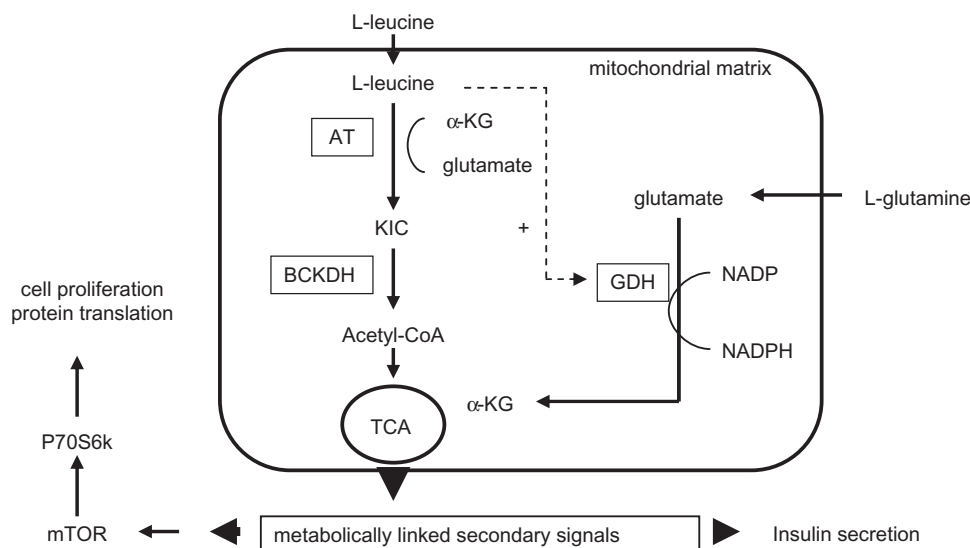 L-leucine
mitochondrial matrix
L-leucine
α-KG
AT
glutamate
glutamate
L-glutamine
KIC
+
BCKDH
GDH
NADP
cell proliferation
protein translation
Acetyl-CoA
NADPH
α-KG
TCA
P70S6k
mTOR
metabolically linked secondary signals
Insulin secretion